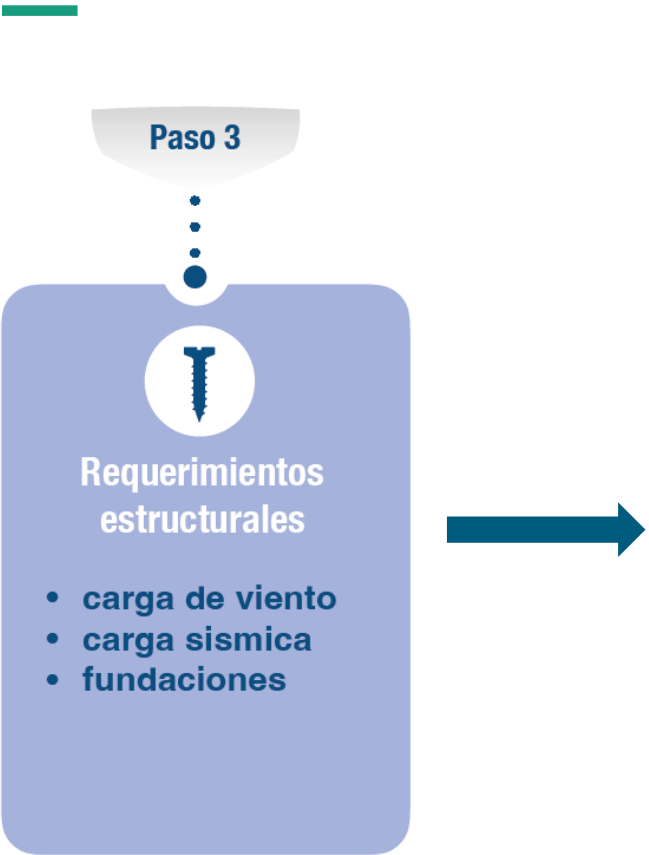 Paso 3
Requerimientos
estructurales
• carga de viento
• carga sismica
• fundaciones